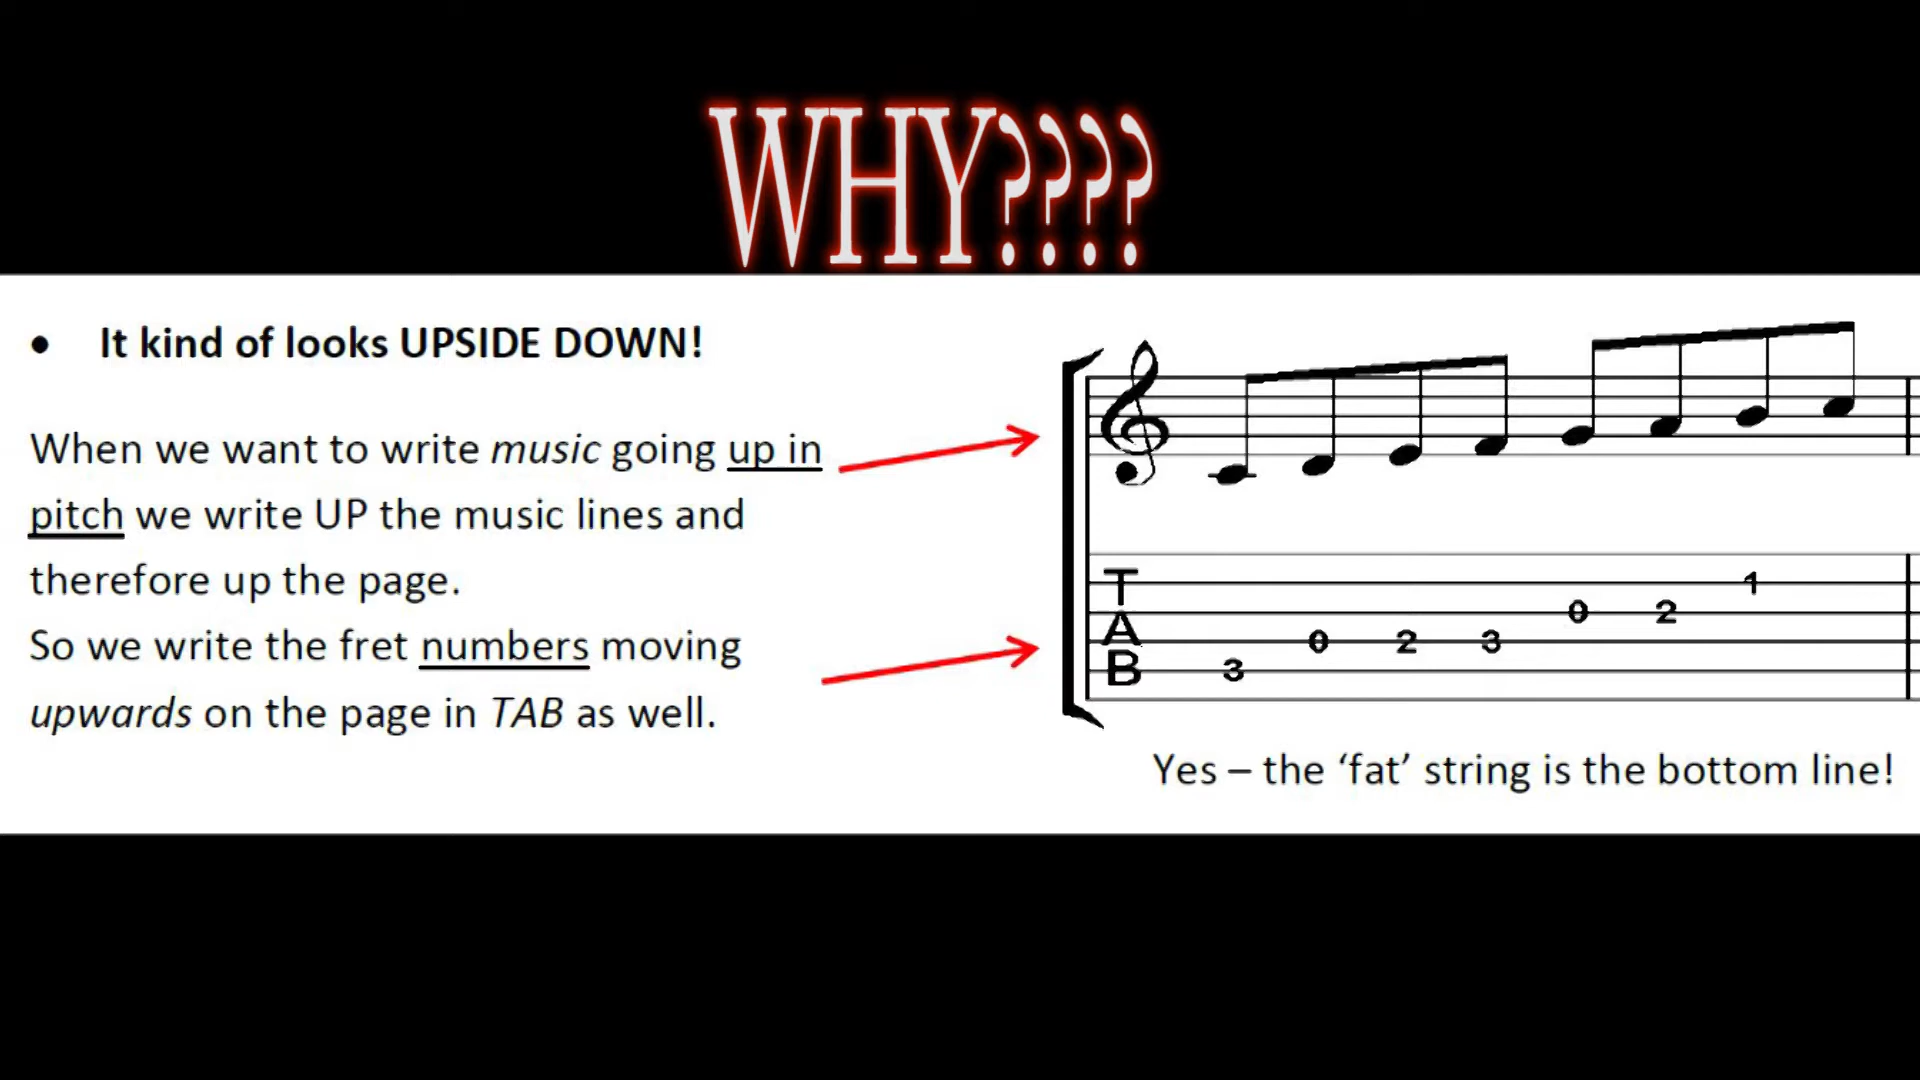 WHY????
• It kind of looks UPSIDE DOWN!
When we want to write music going up in
pitch we write UP the music lines and
therefore up the page.
So we write the fret numbers moving
upwards on the page in TAB as well.
T
A
B
3 0 2 3 0 2 1
Yes – the ‘fat’ string is the bottom line!